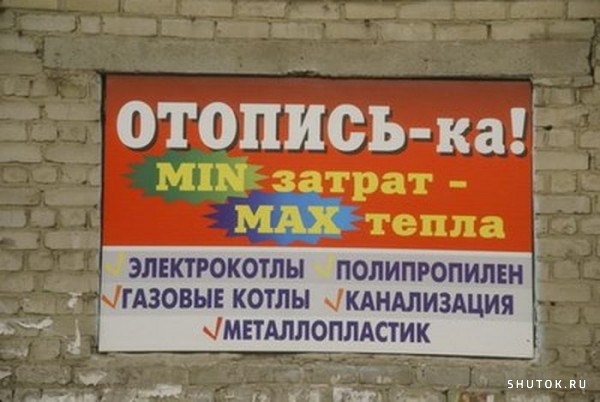 ОТОПИСЬ-ка!
MIN затрат -
MAX тепла
ЭЛЕКТРОКОТЛЫ ПОЛИПРОПИЛЕН
ГАЗОВЫЕ КОТЛЫ КАНАЛИЗАЦИЯ
МЕТАЛЛОПЛАСТИК
SHUTOK.RU